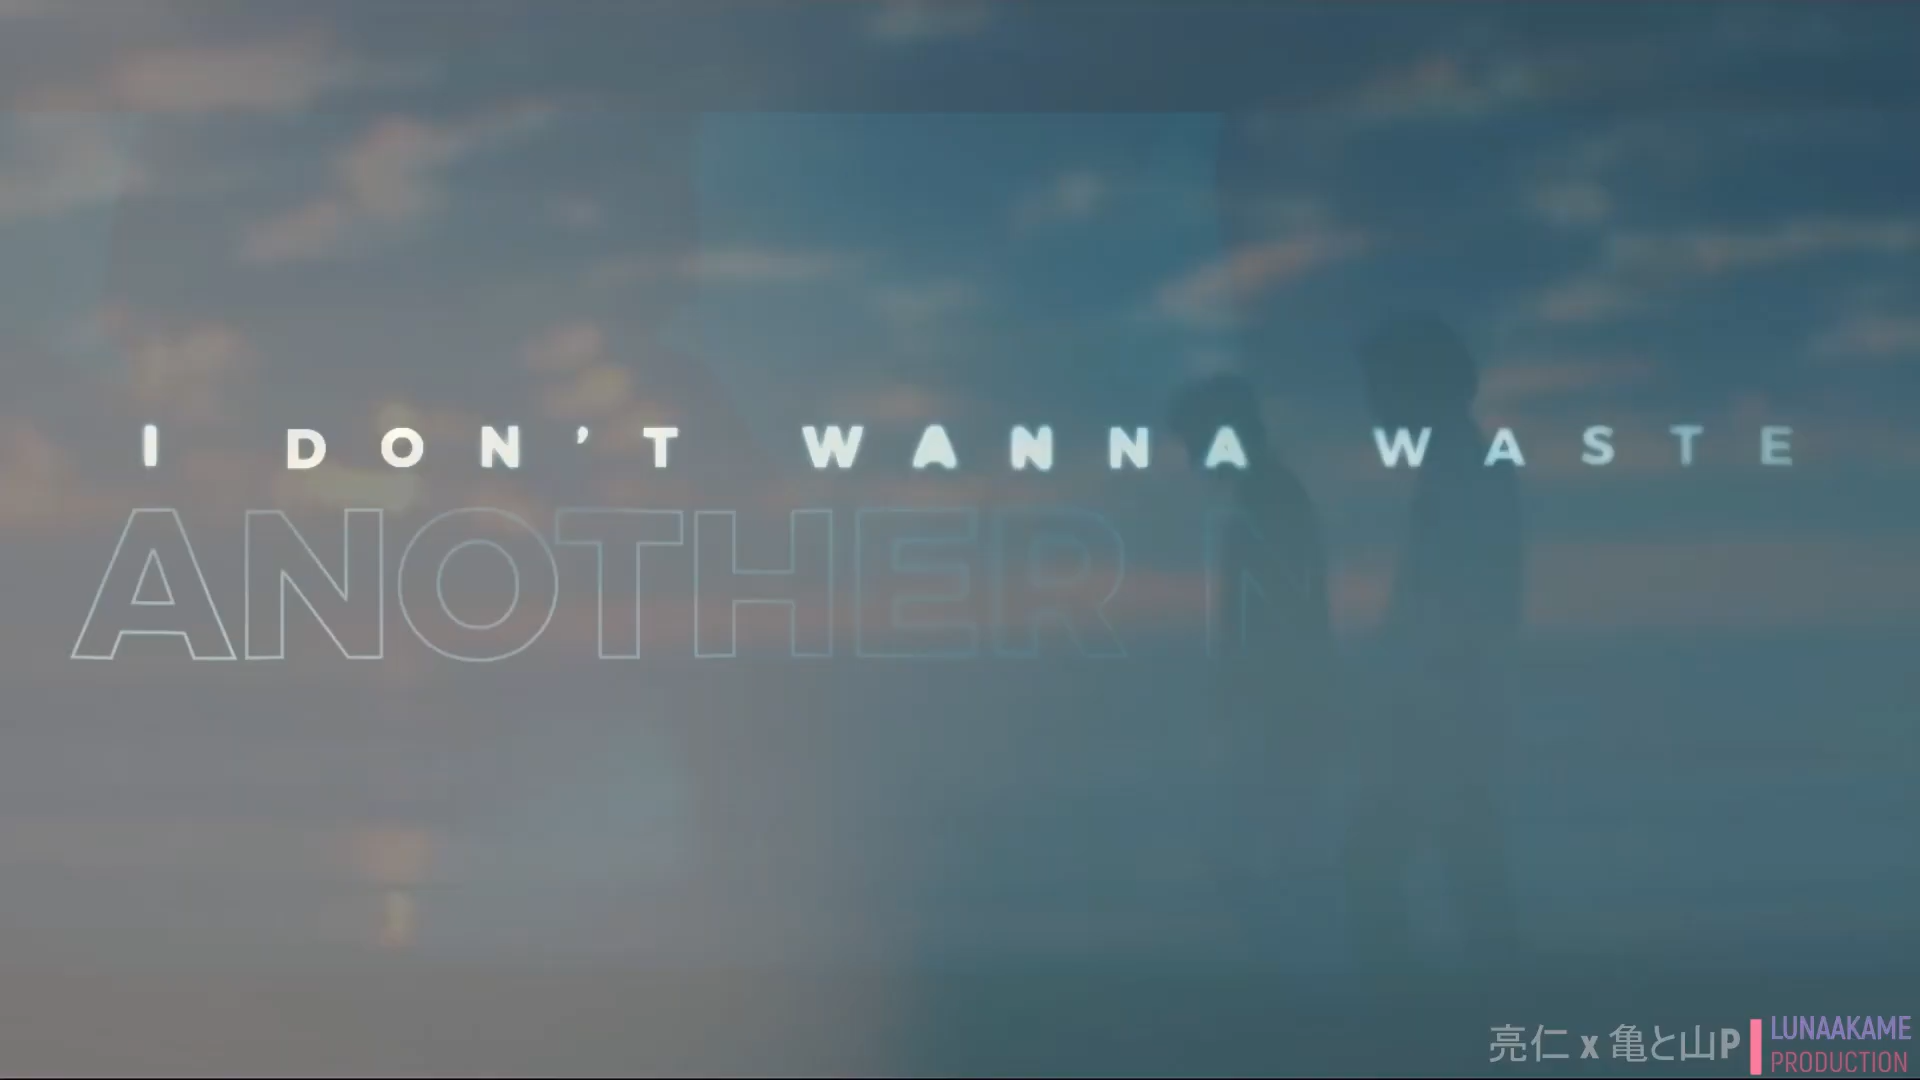 I DON'T WANNA WASTE
ANOTHER N
亮仁 x 亀と山P
LUNAAKAME
PRODUCTION